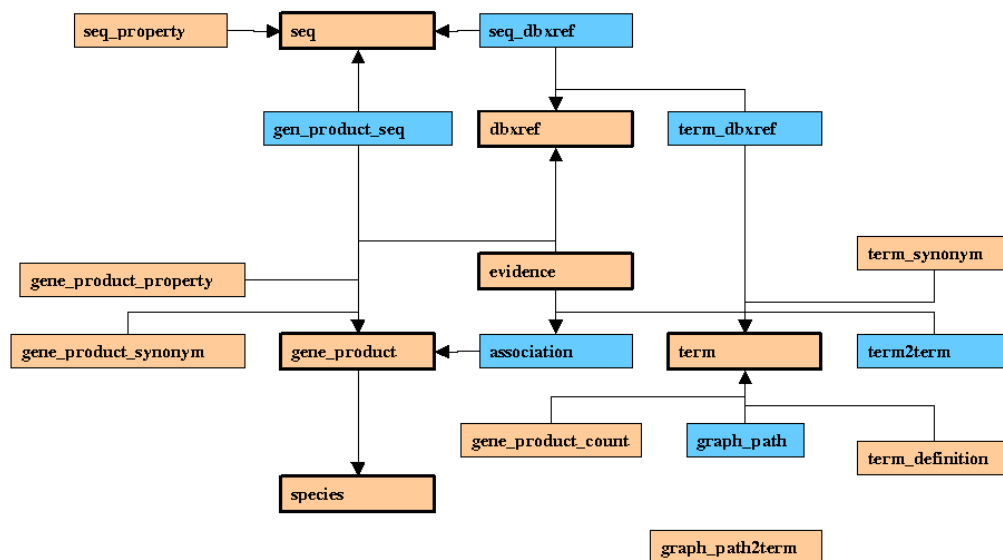 seq_property
seq
seq_dbxref
gen_product_seq
dbxref
term_dbxref
term_synonym
evidence
gene_product_property
gene_product_synonym
gene_product
association
term
term2term
gene_product_count
graph_path
term_definition
species
graph_path2term